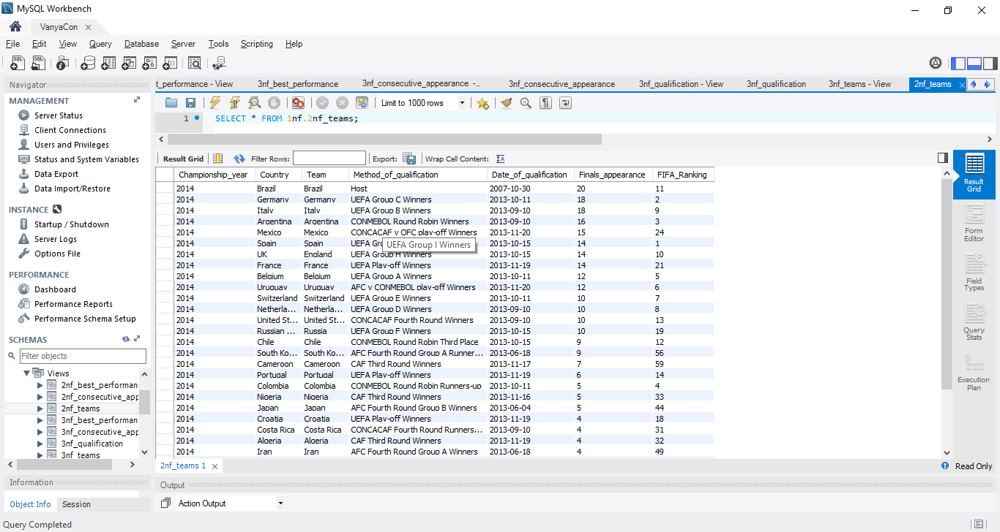 MySQL Workbench
VanyaCon
File Edit View Query Database Server Tools Scripting Help
Navigator
MANAGEMENT
Server Status
Client Connections
Users and Privileges
Status and System Variables
Data Export
Data Import/Restore
INSTANCE
Startup / Shutdown
Server Logs
Options File
PERFORMANCE
Dashboard
Performance Reports
Performance Schema Setup
SCHEMAS
Filter objects
Views
2nf_best_performan
2nf_consecutive_app
2nf_teams
3nf_best_performan
3nf_consecutive_app
3nf_qualification
3nf_teams
Information
Object Info Session
Query Completed
t_performance - View 3nf_best_performance 3nf_consecutive_appearance -... 3nf_consecutive_appearance 3nf_qualification - View 3nf_qualification 3nf_teams - View 2nf_teams
Limit to 1000 rows
1 SELECT * FROM 1nf.2nf_teams;
Result Grid Filter Rows: Export: Wrap Cell Content:
Championship_year Country Team Method_of_qualification Date_of_qualification Finals_appearance FIFA_Ranking
2014 Brazil Brazil Host 2007-10-30 20 11
2014 Germany Germany UEFA Group C Winners 2013-10-11 18 2
2014 Italy Italy UEFA Group B Winners 2013-09-10 18 9
2014 Argentina Argentina CONMEBOL Round Robin Winners 2013-09-10 16 3
2014 Mexico Mexico CONCACAF v OFC play-off Winners 2013-11-20 15 24
2014 Spain Spain UEFA Gro 2013-10-15 14 1
UEFA Group I Winners
2014 UK England UEFA Group H Winners 2013-10-15 14 10
2014 France France UEFA Play-off Winners 2013-11-19 14 21
2014 Belgium Belgium UEFA Group A Winners 2013-10-11 12 5
2014 Uruguay Uruguay AFC v CONMEBOL play-off Winners 2013-11-20 12 6
2014 Switzerland Switzerland UEFA Group E Winners 2013-10-11 10 7
2014 Netherla... Netherla... UEFA Group D Winners 2013-09-10 10 8
2014 United St... United St... CONCACAF Fourth Round Winners 2013-09-10 10 13
2014 Russian ... Russia UEFA Group F Winners 2013-10-15 10 19
2014 Chile Chile CONMEBOL Round Robin Third Place 2013-10-15 9 12
2014 South Ko... South Ko... AFC Fourth Round Group A Runner... 2013-06-18 9 56
2014 Cameroon Cameroon CAF Third Round Winners 2013-11-17 7 59
2014 Portugal Portugal UEFA Play-off Winners 2013-11-19 6 14
2014 Colombia Colombia CONMEBOL Round Robin Runners-up 2013-10-11 5 4
2014 Nigeria Nigeria CAF Third Round Winners 2013-11-16 5 33
2014 Japan Japan AFC Fourth Round Group B Winners 2013-06-04 5 44
2014 Croatia Croatia UEFA Play-off Winners 2013-11-19 4 18
2014 Costa Rica Costa Rica CONCACAF Fourth Round Runners... 2013-09-10 4 31
2014 Algeria Algeria CAF Third Round Winners 2013-11-19 4 32
2014 Iran Iran AFC Fourth Round Group A Winners 2013-06-18 4 49
2nf_teams 1
Output
Action Output
Result
Grid
Form
Editor
Field
Types
Query
Stats
Execution
Plan
Read Only